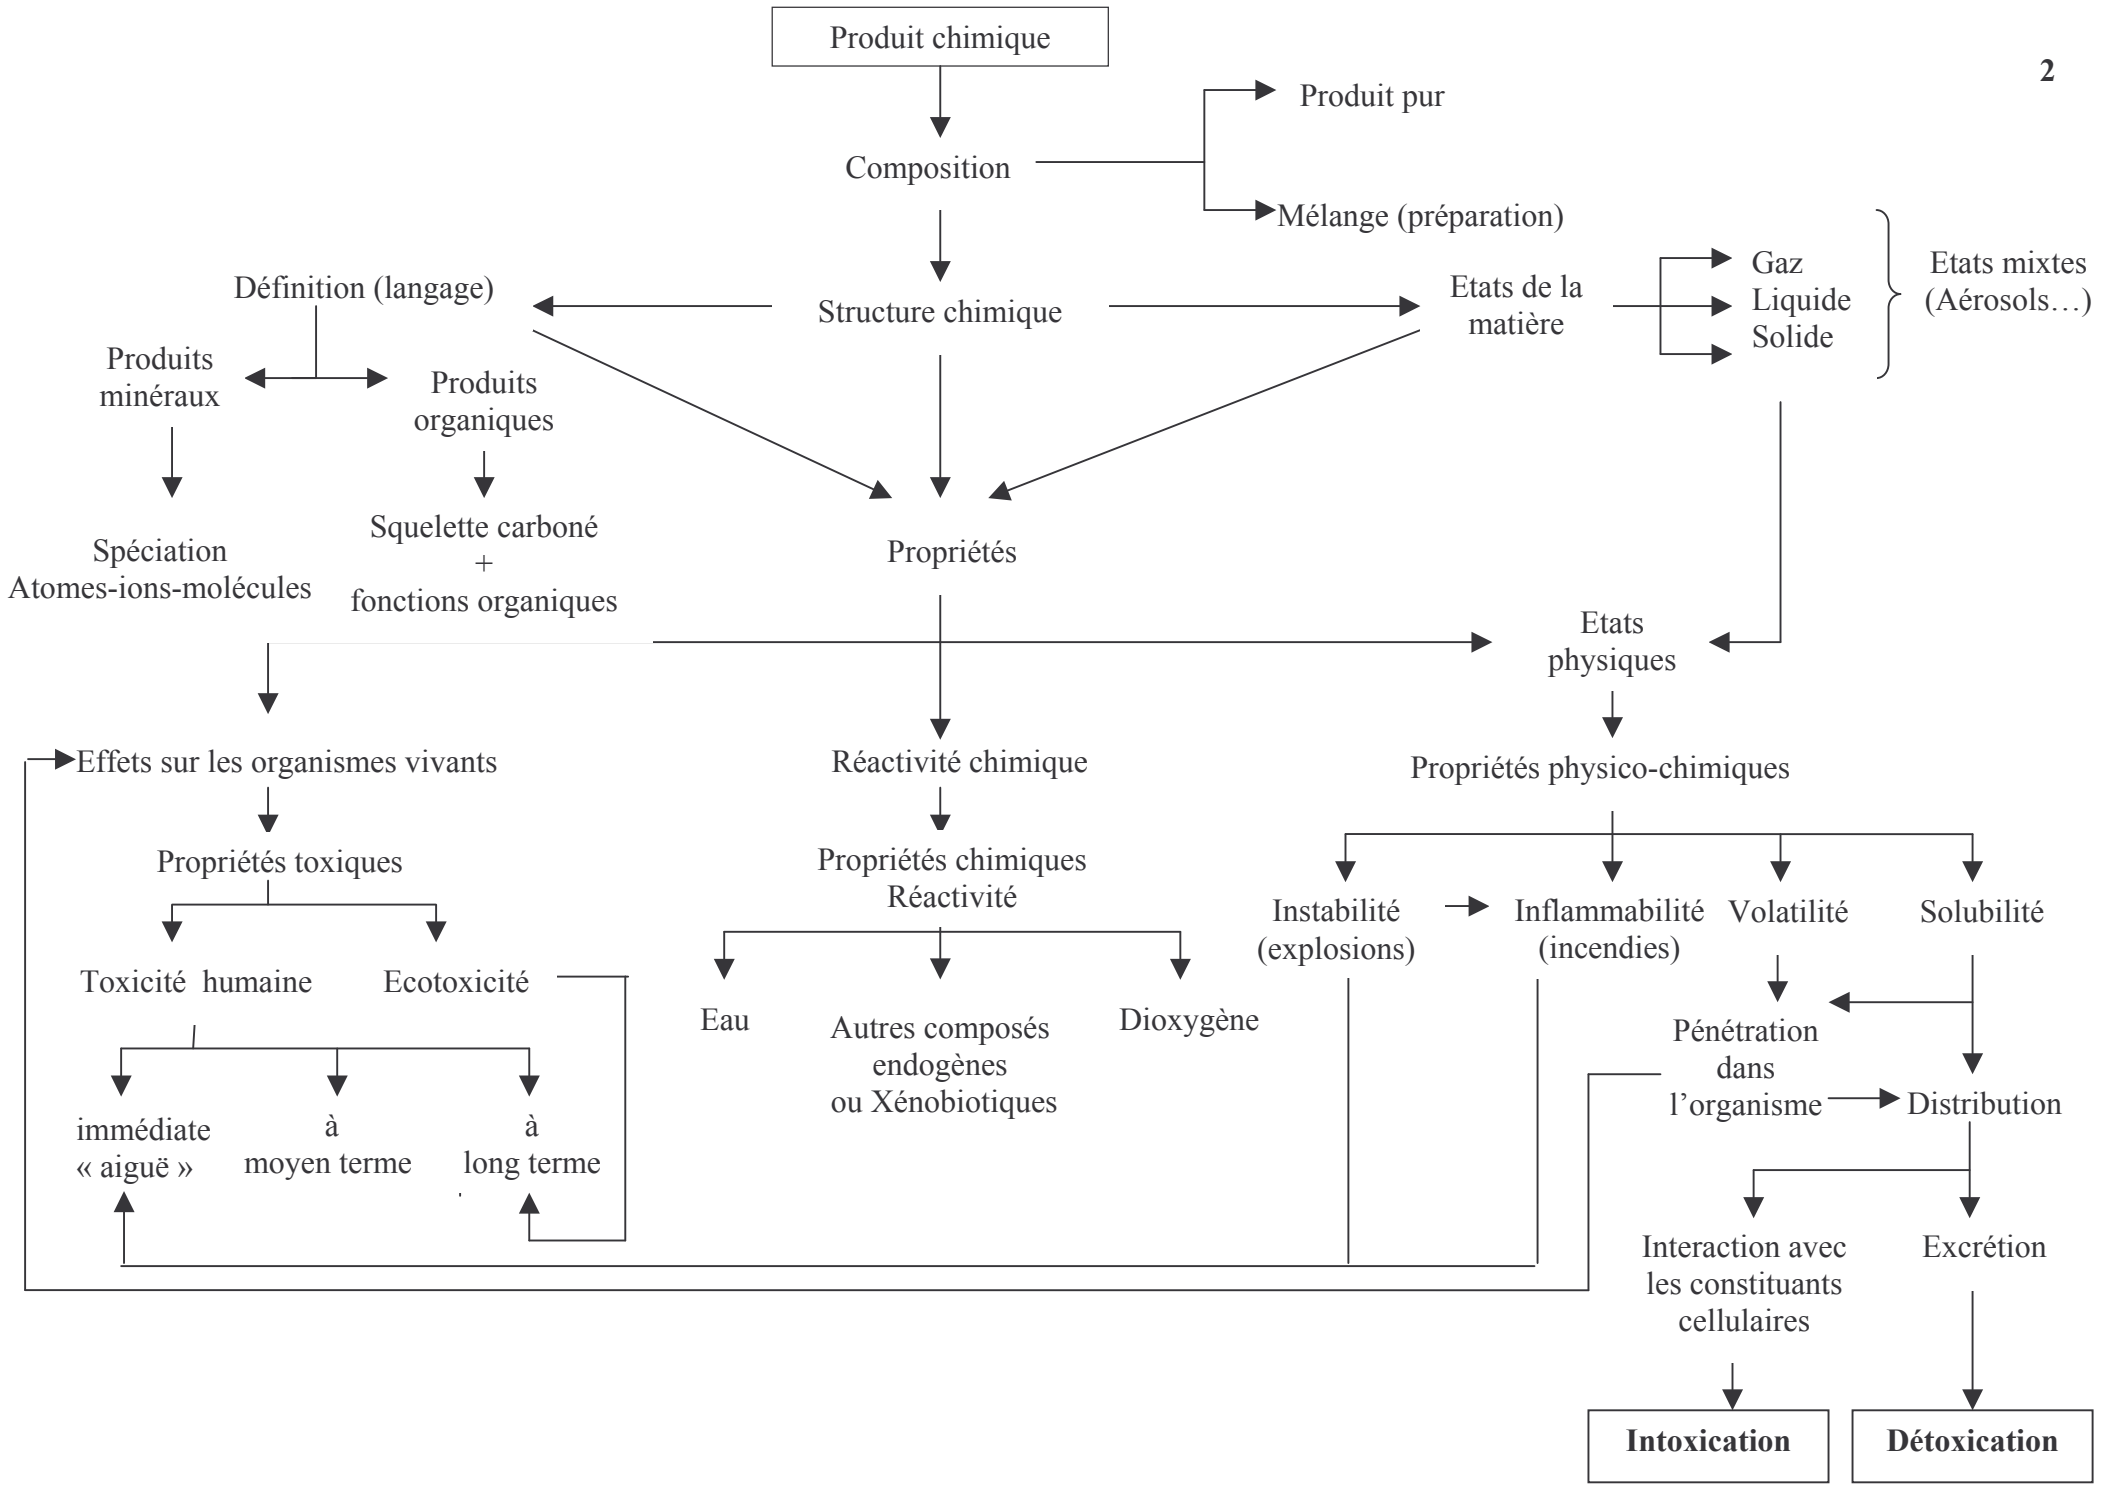 Produit chimique
2
Produit pur
Composition
Mélange (préparation)
Définition (langage)
Structure chimique
Etats de la
matière
Gaz
Liquide
Solide
Etats mixtes
(Aérosols…)
Produits
minéraux
Produits
organiques
Spéciation
Atomes-ions-molécules
Squelette carboné
+
fonctions organiques
Propriétés
Etats
physiques
Effets sur les organismes vivants
Réactivité chimique
Propriétés physico-chimiques
Propriétés toxiques
Propriétés chimiques
Réactivité
Instabilité
(explosions)
Inflammabilité
(incendies)
Volatilité
Solubilité
Toxicité humaine
Ecotoxicité
Eau
Autres composés
endogènes
ou Xénobiotiques
Dioxygène
Pénétration
dans
l’organisme
Distribution
immédiate
« aiguë »
à
moyen terme
à
long terme
Interaction avec
les constituants
cellulaires
Excrétion
Intoxication
Détoxication